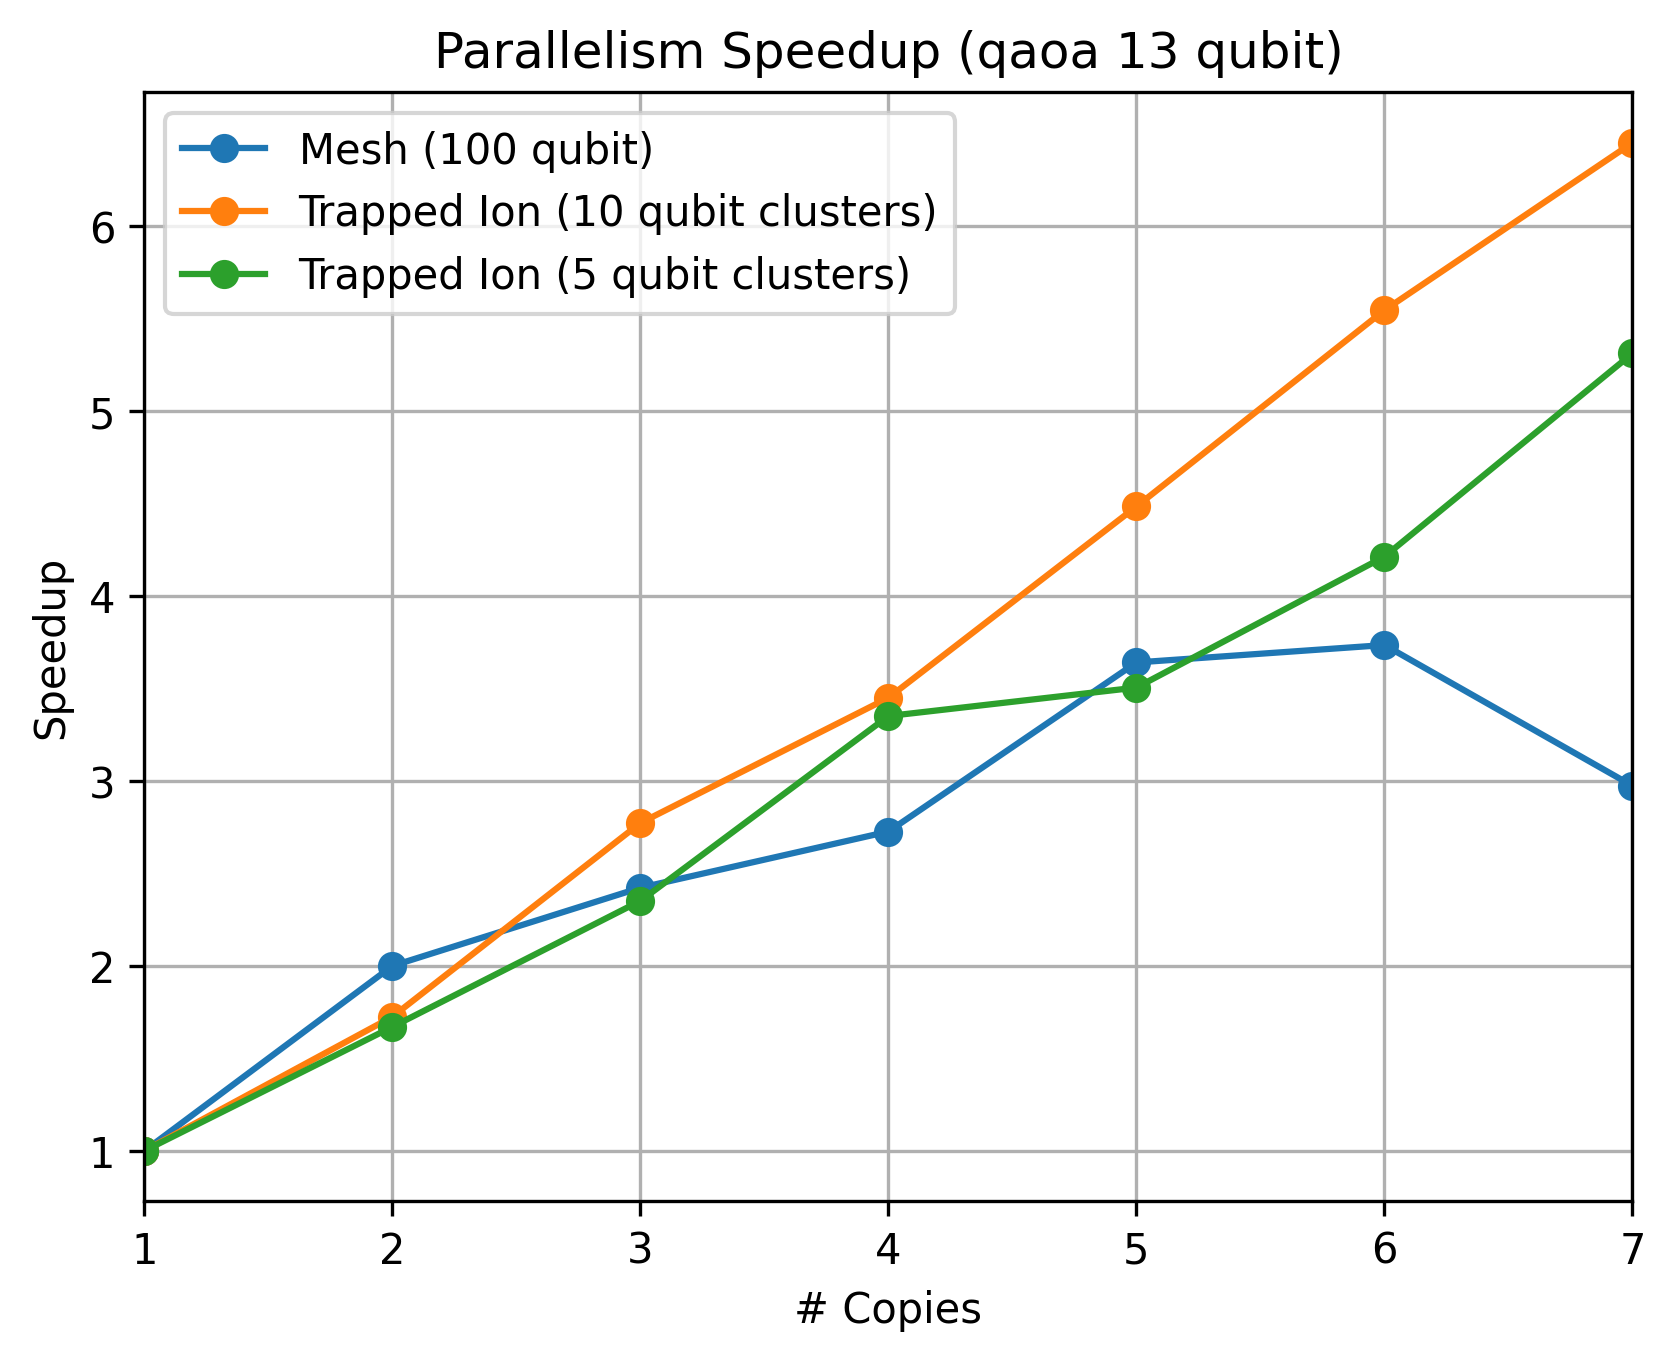 Parallelism Speedup (qaoa 13 qubit)
Mesh (100 qubit)
Trapped Ion (10 qubit clusters)
Trapped Ion (5 qubit clusters)
Speedup
6
5
4
3
2
1
1 2 3 4 5 6 7
# Copies